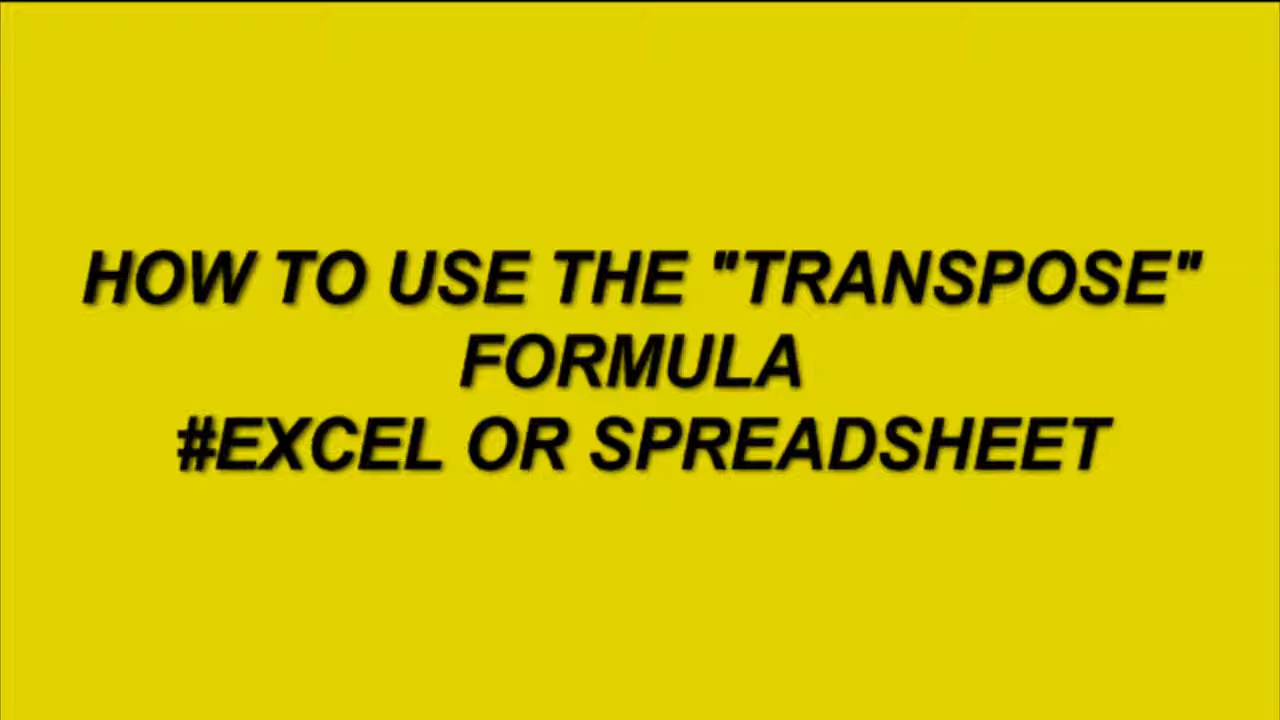 HOW TO USE THE "TRANSPOSE"
FORMULA
#EXCEL OR SPREADSHEET